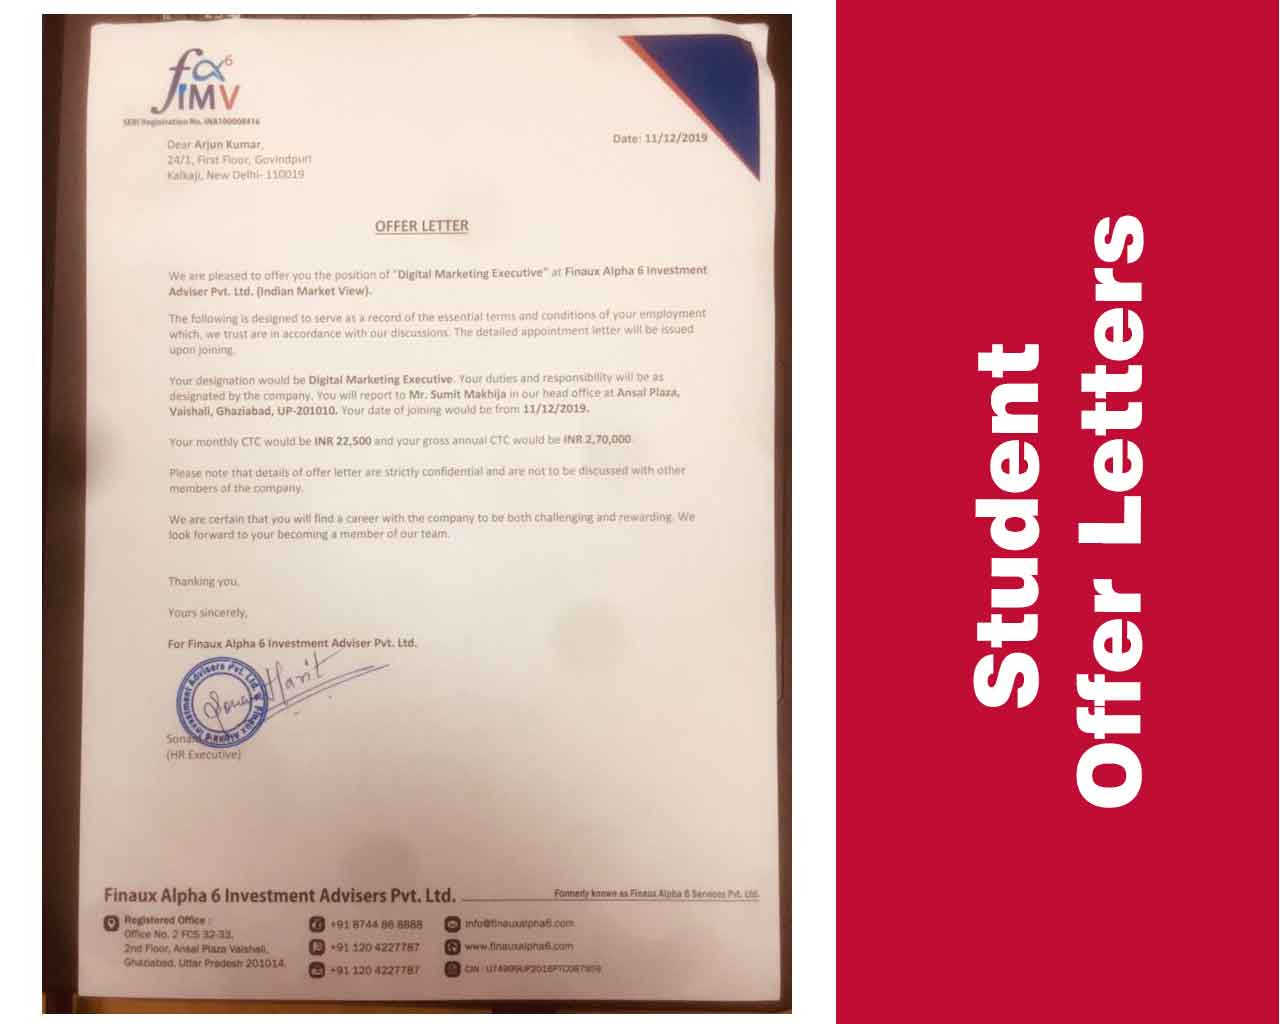 fα6
IMV
SEBI Registration No. INA100008416
Date: 11/12/2019
Dear Arjun Kumar,
24/1, First Floor, Govindpuri
Kalkaji, New Delhi- 110019
OFFER LETTER
We are pleased to offer you the position of "Digital Marketing Executive" at Finaux Alpha 6 Investment
Adviser Pvt. Ltd. (Indian Market View).
The following is designed to serve as a record of the essential terms and conditions of your employment
which, we trust are in accordance with our discussions. The detailed appointment letter will be issued
upon joining.
Your designation would be Digital Marketing Executive. Your duties and responsibility will be as
designated by the company. You will report to Mr. Sumit Makhija in our head office at Ansal Plaza,
Vaishali, Ghaziabad, UP-201010. Your date of joining would be from 11/12/2019.
Your monthly CTC would be INR 22,500 and your gross annual CTC would be INR 2,70,000.
Please note that details of offer letter are strictly confidential and are not to be discussed with other
members of the company.
We are certain that you will find a career with the company to be both challenging and rewarding. We
look forward to your becoming a member of our team.
Thanking you.
Yours sincerely,
For Finaux Alpha 6 Investment Adviser Pvt. Ltd.
(HR Executive)
Finaux Alpha 6 Investment Advisers Pvt. Ltd.
Formerly known as Finaux Alpha 6 Services Pvt. Ltd.
Registered Office :
Office No. 2 FCS 32-33,
2nd Floor, Ansal Plaza Vaishali,
Ghaziabad, Uttar Pradesh 201014.
+91 8744 86 8888
+91 120 4227787
+91 120 4227787
info@finauxalpha6.com
www.finauxalpha6.com
CIN :
Student
Offer Letters